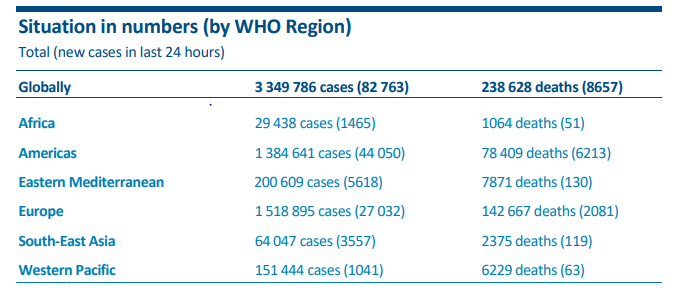 Situation in numbers (by WHO Region)
Total (new cases in last 24 hours)
Globally 3 349 786 cases (82 763) 238 628 deaths (8657)
Africa 29 438 cases (1465) 1064 deaths (51)
Americas 1 384 641 cases (44 050) 78 409 deaths (6213)
Eastern Mediterranean 200 609 cases (5618) 7871 deaths (130)
Europe 1 518 895 cases (27 032) 142 667 deaths (2081)
South-East Asia 64 047 cases (3557) 2375 deaths (119)
Western Pacific 151 444 cases (1041) 6229 deaths (63)